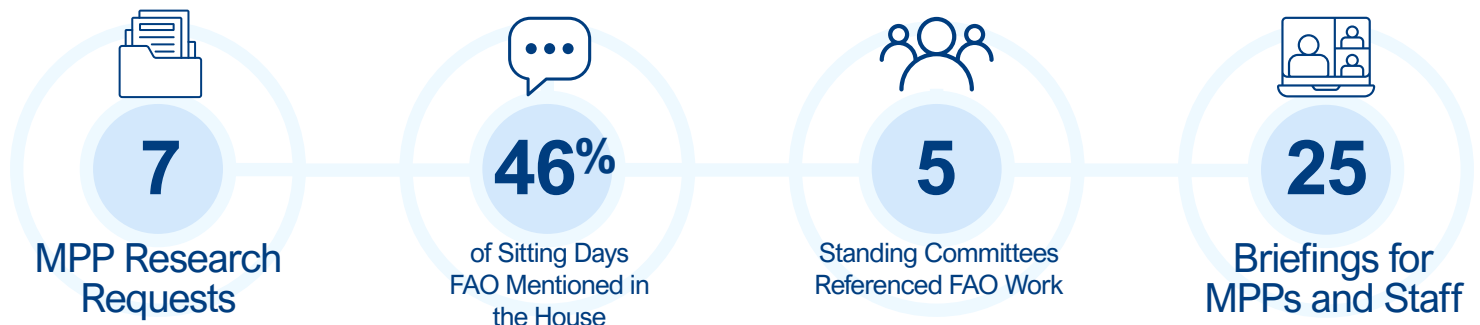 7
MPP Research
Requests
46%
of Sitting Days
FAO Mentioned in
the House
5
Standing Committees
Referenced FAO Work
25
Briefings for
MPPs and Staff